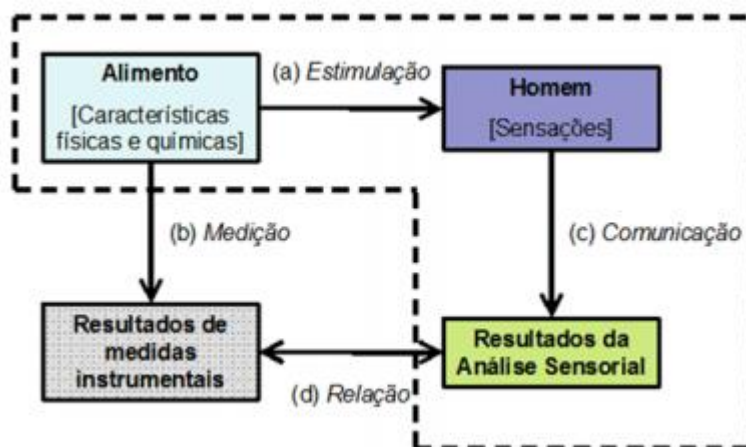 Alimento
[Características
físicas e químicas]
(a) Estimulação
Homem
[Sensações]
(b) Medição
(c) Comunicação
Resultados de
medidas
instrumentais
(d) Relação
Resultados da
Análise Sensorial